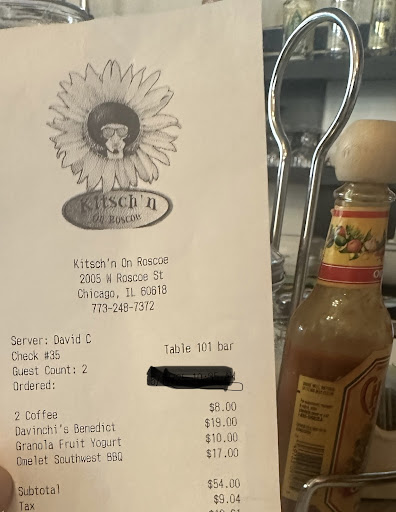 Kitsch'n
ON ROSCOE
Kitsch'n On Roscoe
2005 W Roscoe St
Chicago, IL 60618
773-248-7372
Server: David C
Check #35 Table 101 bar
Guest Count: 2
Ordered:
2 Coffee $8.00
Davinchi's Benedict $19.00
Granola Fruit Yogurt $10.00
Omelet Southwest BBQ $17.00
Subtotal $54.00
Tax $9.04